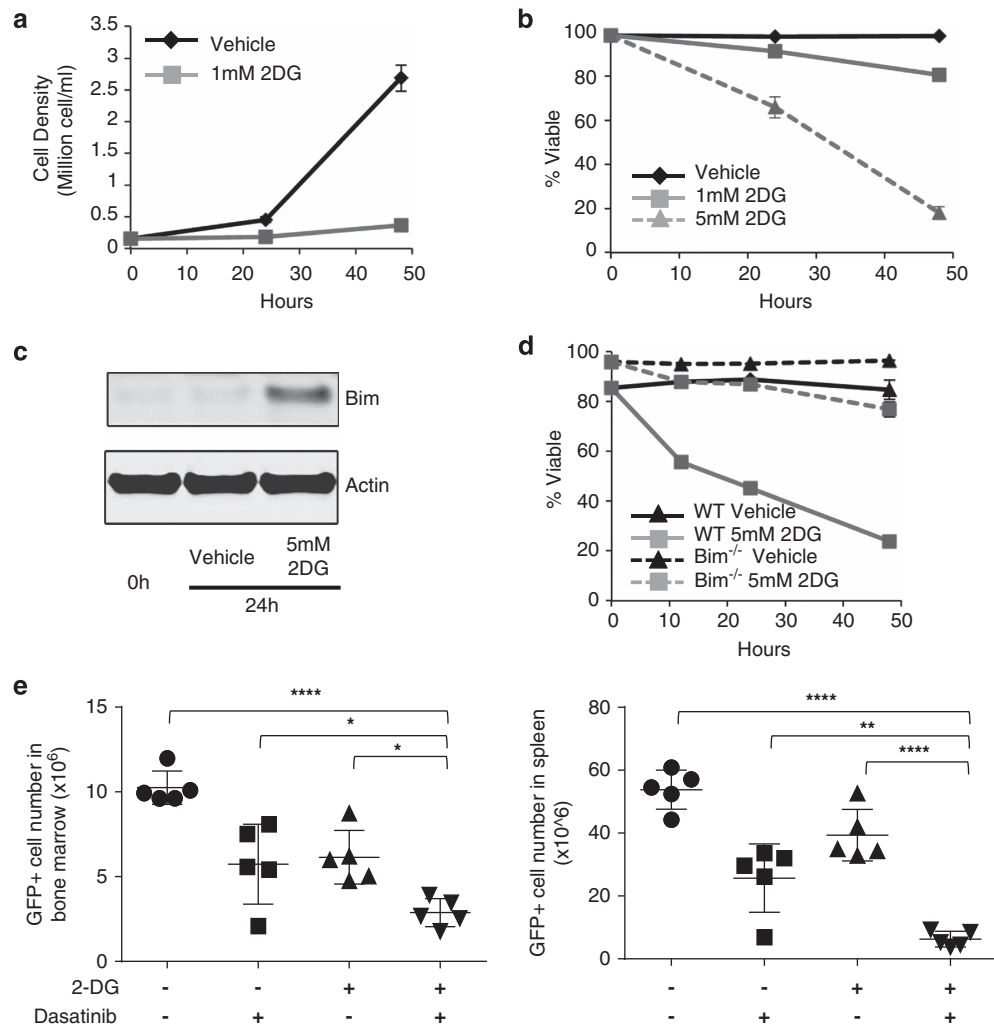 a
3.5
3
2.5
2
1.5
1
0.5
0
Cell Density
(Million cell/ml)
Vehicle
1mM 2DG
0 10 20 30 40 50
Hours
b
100
80
60
40
20
0
% Viable
Vehicle
1mM 2DG
5mM 2DG
0 10 20 30 40 50
Hours
c
Bim
Actin
0h
Vehicle
5mM
2DG
24h
d
100
80
60
40
20
0
% Viable
WT Vehicle
WT 5mM 2DG
Bim-/- Vehicle
Bim-/- 5mM 2DG
0 10 20 30 40 50
Hours
e
15
10
5
0
GFP+ cell number in
bone marrow (x10⁶)
****
*
*
2-DG - - + +
Dasatinib - + - +
80
60
40
20
0
GFP+ cell number in spleen
(x10^6)
****
**
****
- - + +
- + - +